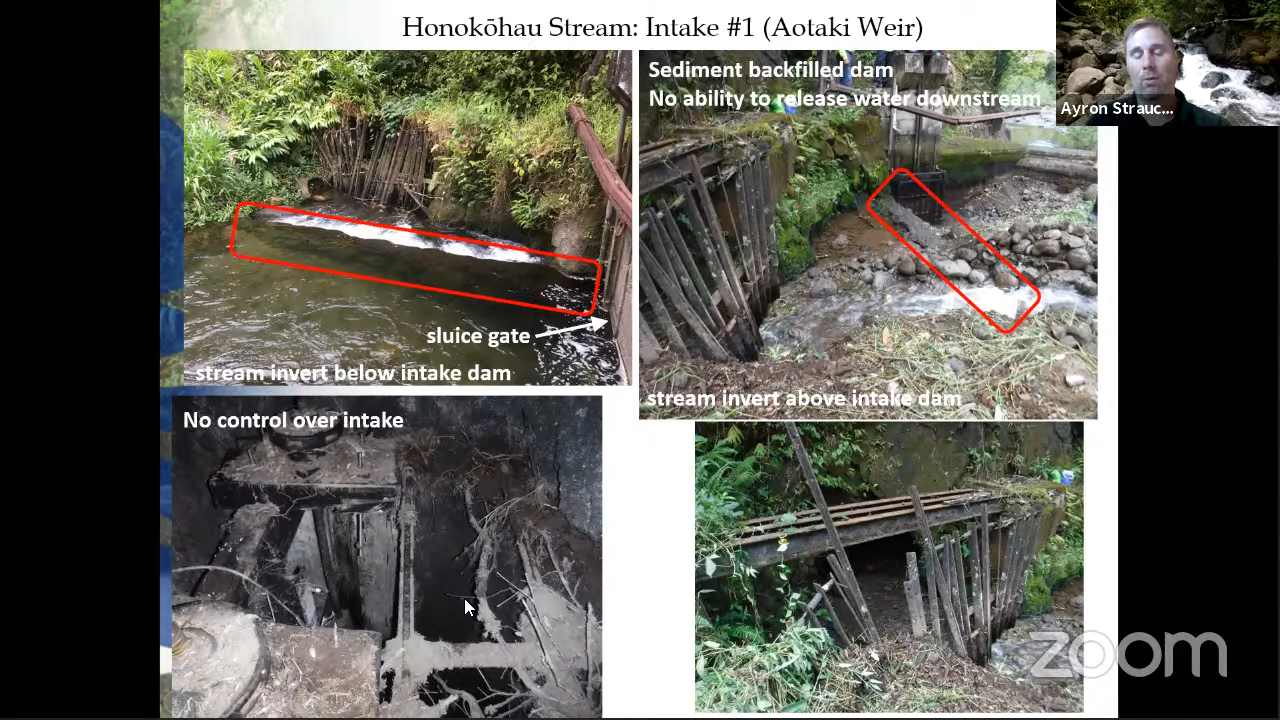 Honokōhau Stream: Intake #1 (Aotaki Weir)
Sediment backfilled dam
No ability to release water downstream
Ayron Strauc...
sluice gate
stream invert below intake dam
stream invert above intake dam
No control over intake
zoom